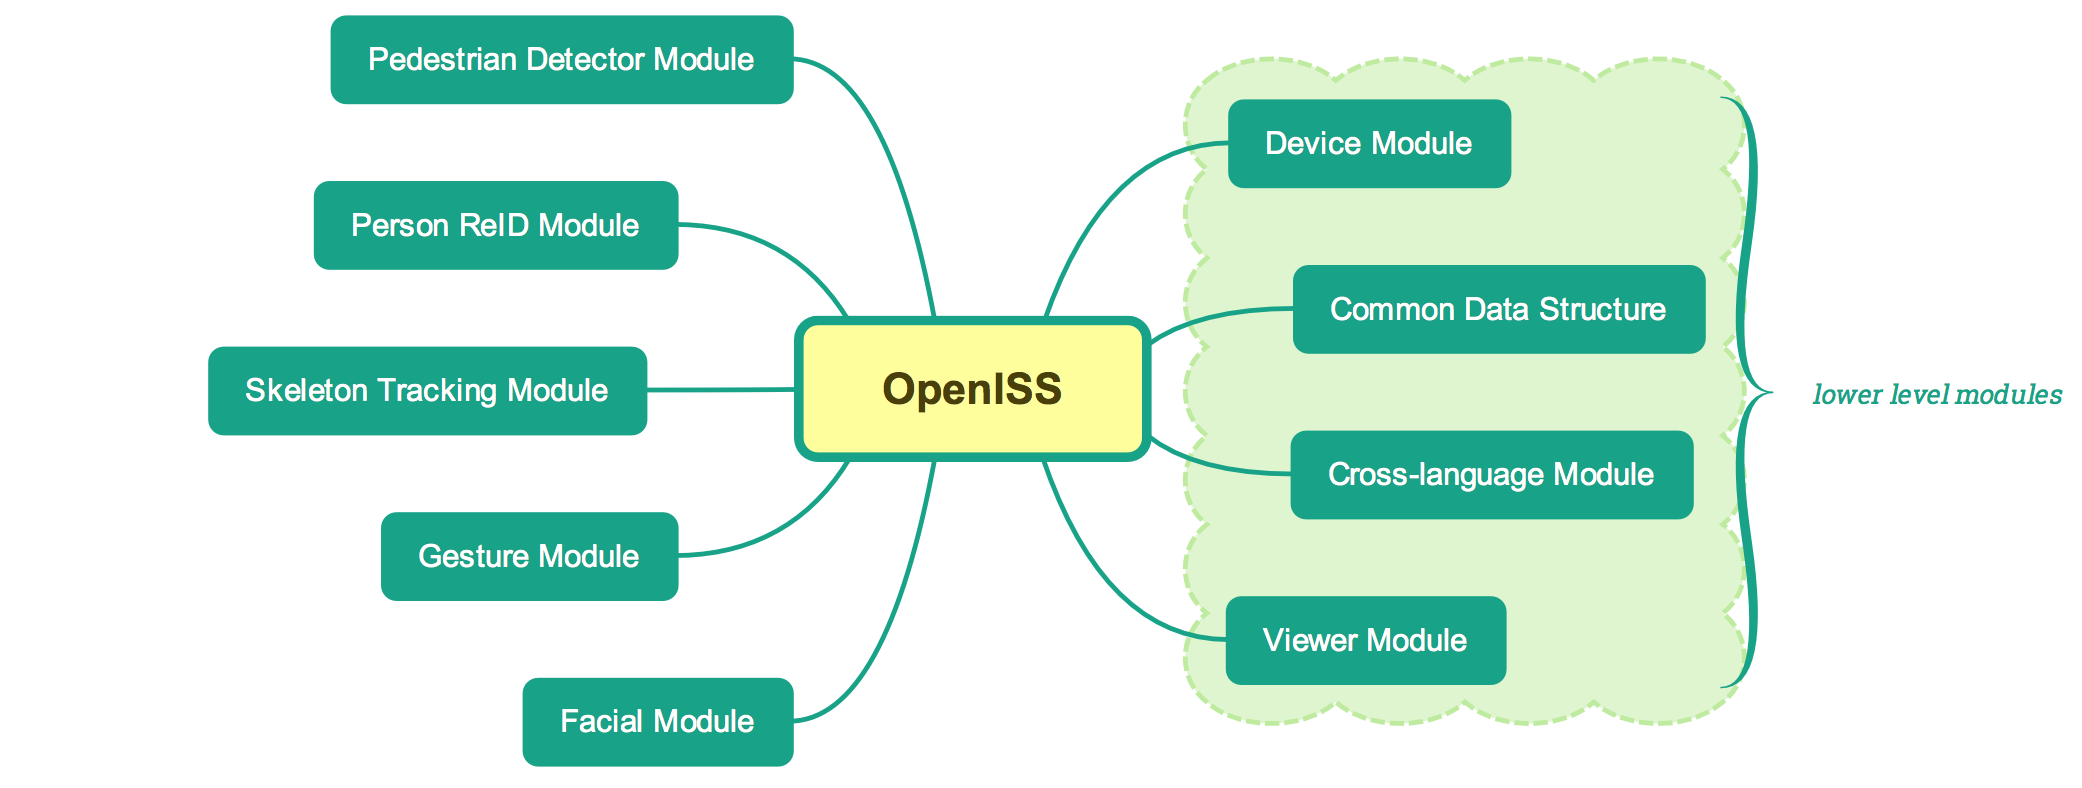 Pedestrian Detector Module
Person ReID Module
Skeleton Tracking Module
Gesture Module
Facial Module
OpenISS
Device Module
Common Data Structure
Cross-language Module
Viewer Module
lower level modules